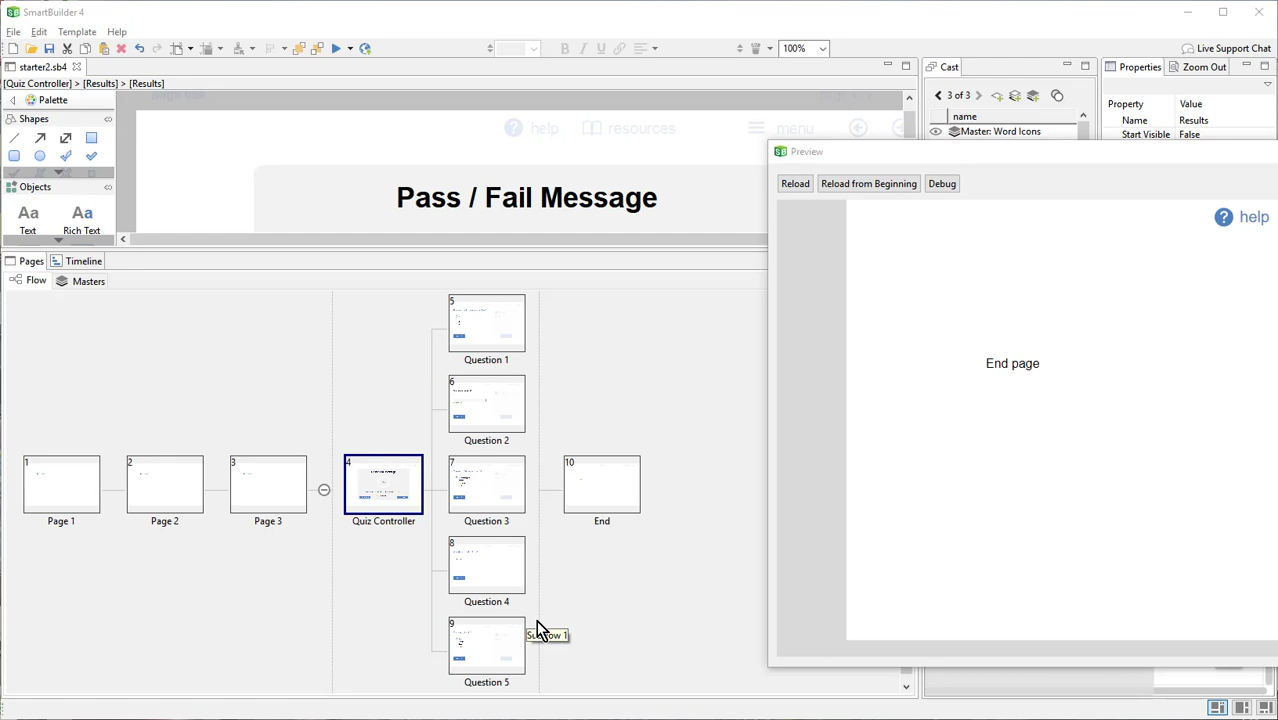 SmartBuilder 4
File Edit Template Help
100%
Live Support Chat
starter2.sb4
[Quiz Controller] > [Results] > [Results]
Palette
Shapes
Objects
Aa Aa
Text Rich Text
help resources menu
Pass / Fail Message
Cast
3 of 3
name
Master: Word Icons
Properties Zoom Out
Property Value
Name Results
Start Visible False
Preview
Reload Reload from Beginning Debug
help
End page
Pages Timeline
Flow Masters
5
Question 1
6
Question 2
1 2 3 4 7 10
Page 1 Page 2 Page 3 Quiz Controller Question 3 End
8
Question 4
9
Question 5